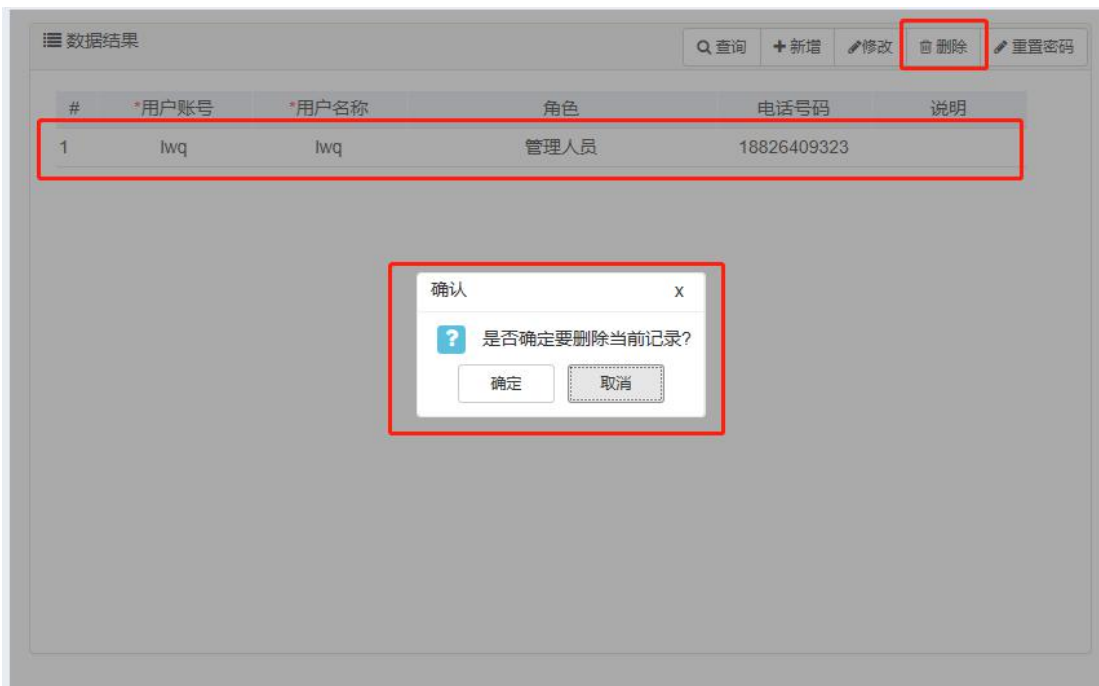 数据结果 查询 新增 修改 删除 重置密码
# *用户账号 *用户名称 角色 电话号码 说明
1 lwq lwq 管理人员 18826409323
确认 x
? 是否确定要删除当前记录?
确定 取消